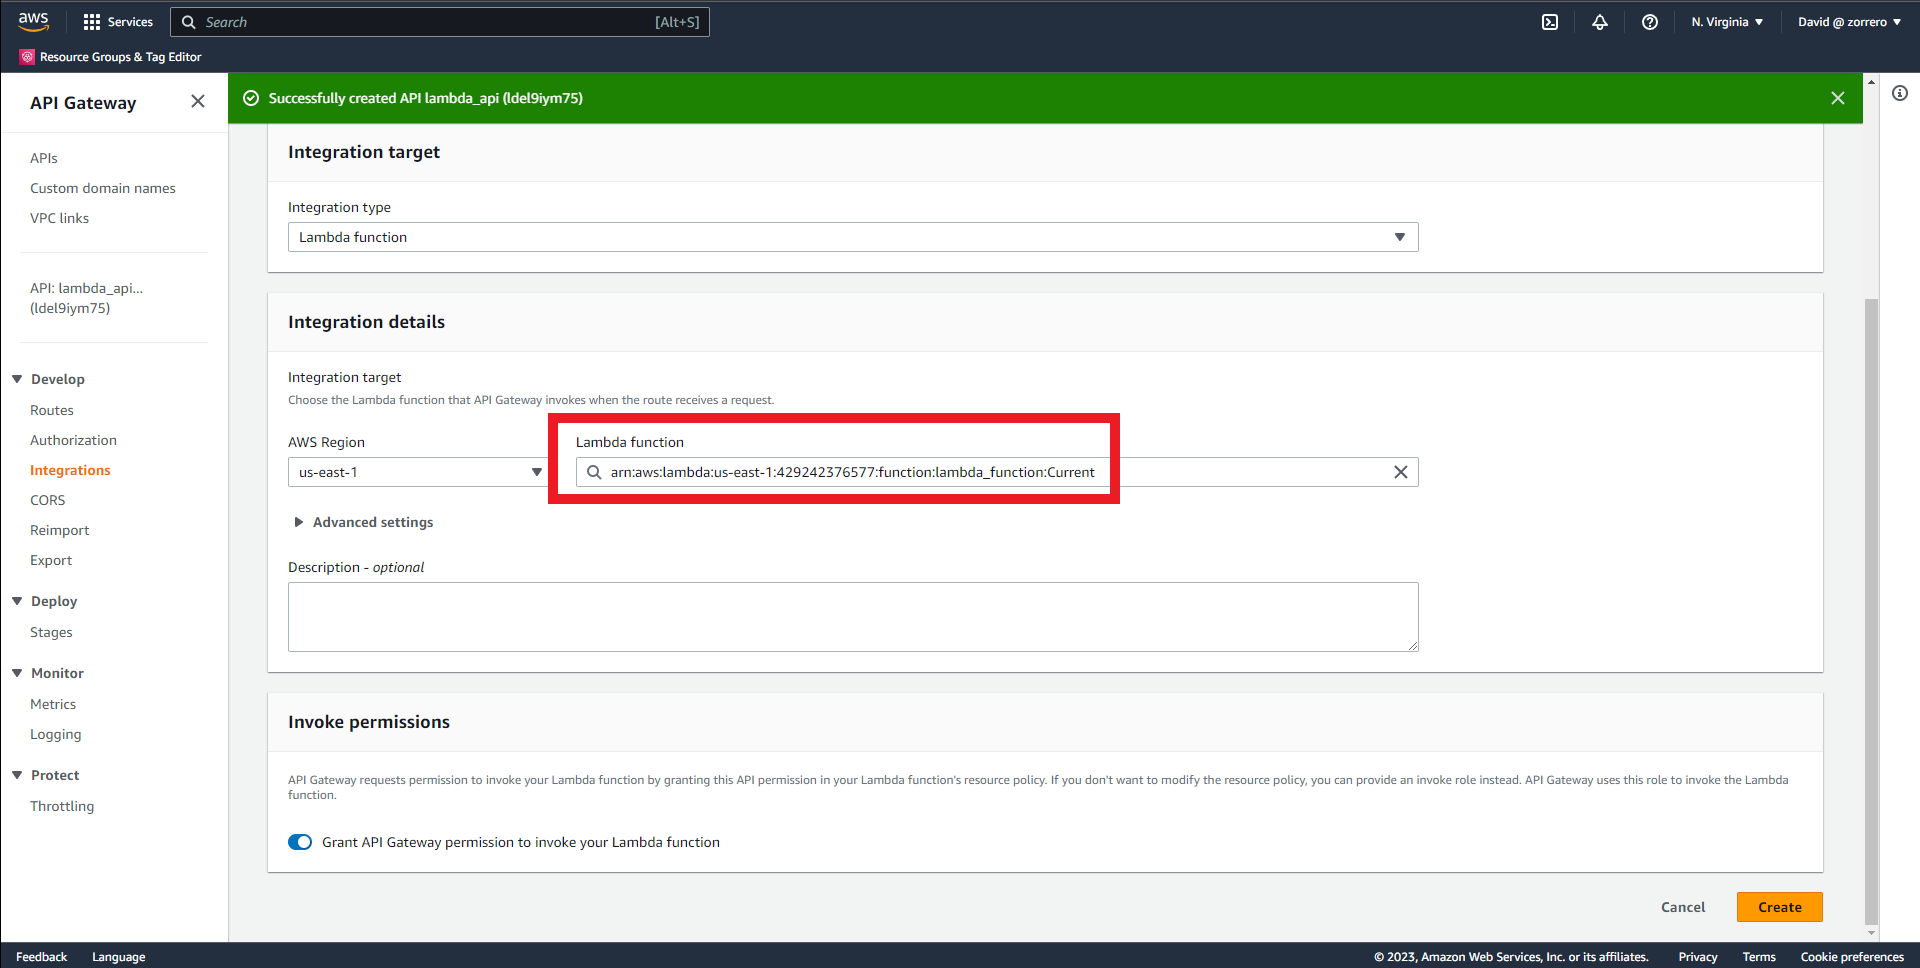 aws
Services
Search
[Alt+S]
N. Virginia
David @ zorrero
Resource Groups & Tag Editor
API Gateway
APIs
Custom domain names
VPC links
API: lambda_api...
(ldel9iym75)
Develop
Routes
Authorization
Integrations
CORS
Reimport
Export
Deploy
Stages
Monitor
Metrics
Logging
Protect
Throttling
Successfully created API lambda_api (ldel9iym75)
Integration target
Integration type
Lambda function
Integration details
Integration target
Choose the Lambda function that API Gateway invokes when the route receives a request.
AWS Region
us-east-1
Lambda function
arn:aws:lambda:us-east-1:429242376577:function:lambda_function:Current
Advanced settings
Description - optional
Invoke permissions
API Gateway requests permission to invoke your Lambda function by granting this API permission in your Lambda function's resource policy. If you don't want to modify the resource policy, you can provide an invoke role instead. API Gateway uses this role to invoke the Lambda
function.
Grant API Gateway permission to invoke your Lambda function
Cancel
Create
Feedback
Language
© 2023, Amazon Web Services, Inc. or its affiliates.
Privacy
Terms
Cookie preferences